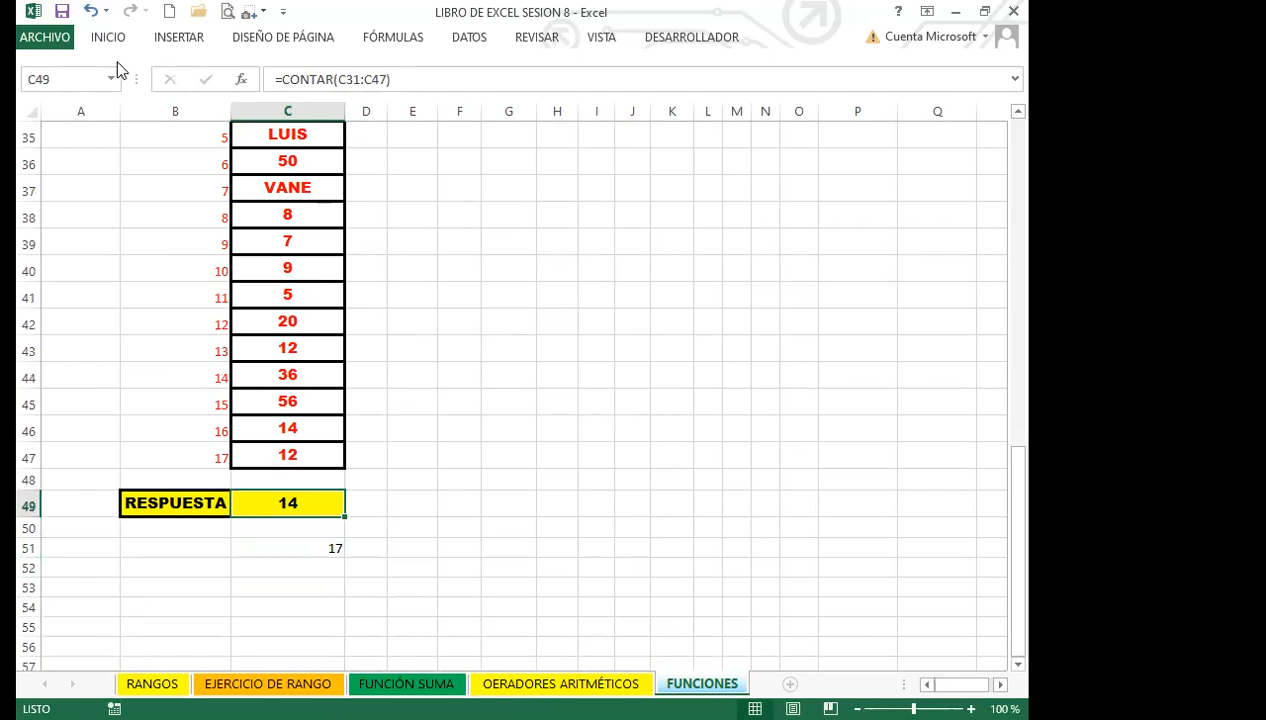 LIBRO DE EXCEL SESION 8 - Excel
?
ARCHIVO INICIO INSERTAR DISEÑO DE PÁGINA FÓRMULAS DATOS REVISAR VISTA DESARROLLADOR Cuenta Microsoft
C49 fx =CONTAR(C31:C47)
A B C D E F G H I J K L M N O P Q
35 5 LUIS
36 6 50
37 7 VANE
38 8 8
39 9 7
40 10 9
41 11 5
42 12 20
43 13 12
44 14 36
45 15 56
46 16 14
47 17 12
48
49 RESPUESTA 14
50
51 17
52
53
54
55
56
57
RANGOS EJERCICIO DE RANGO FUNCIÓN SUMA OERADORES ARITMÉTICOS FUNCIONES
LISTO 100 %